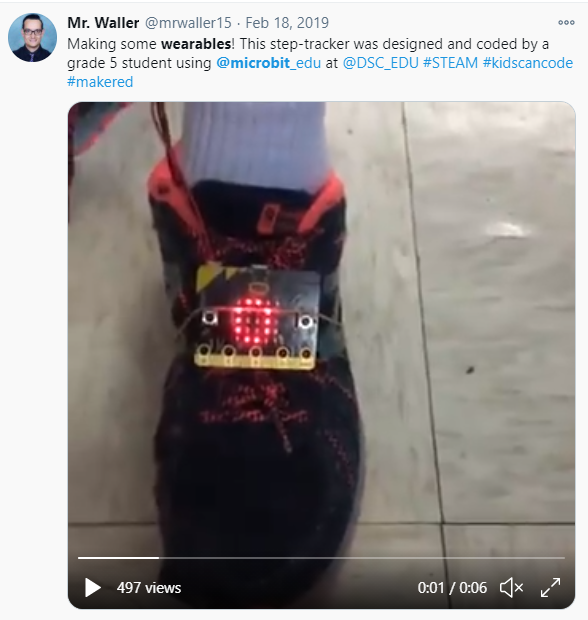 Mr. Waller @mrwaller15 · Feb 18, 2019
Making some wearables! This step-tracker was designed and coded by a
grade 5 student using @microbit_edu at @DSC_EDU #STEAM #kidscancode
#makered
497 views
0:01 / 0:06